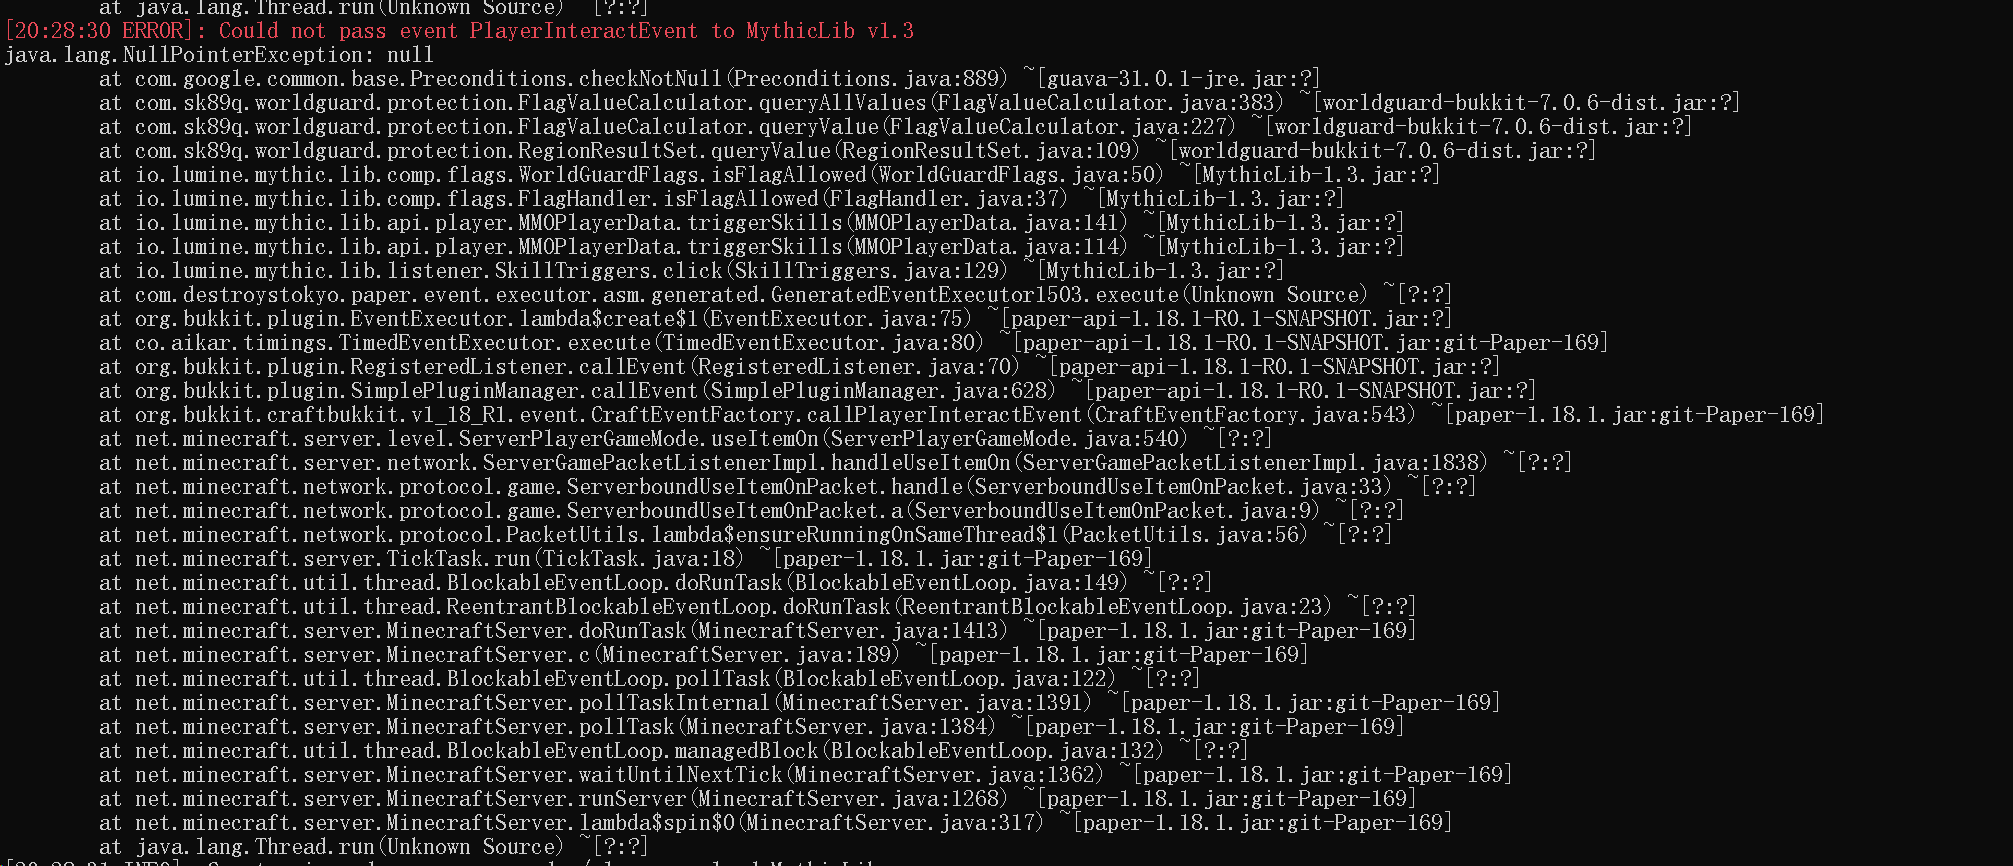 at java.lang.Thread.run(Unknown Source) [?:?]
[20:28:30 ERROR]: Could not pass event PlayerInteractEvent to MythicLib v1.3
java.lang.NullPointerException: null
at com.google.common.base.Preconditions.checkNotNull(Preconditions.java:889) ~[guava-31.0.1-jre.jar:?]
at com.sk89q.worldguard.protection.FlagValueCalculator.queryAllValues(FlagValueCalculator.java:383) ~[worldguard-bukkit-7.0.6-dist.jar:?]
at com.sk89q.worldguard.protection.FlagValueCalculator.queryValue(FlagValueCalculator.java:227) ~[worldguard-bukkit-7.0.6-dist.jar:?]
at com.sk89q.worldguard.protection.RegionResultSet.queryValue(RegionResultSet.java:109) ~[worldguard-bukkit-7.0.6-dist.jar:?]
at io.lumine.mythic.lib.comp.flags.WorldGuardFlags.isFlagAllowed(WorldGuardFlags.java:50) ~[MythicLib-1.3.jar:?]
at io.lumine.mythic.lib.comp.flags.FlagHandler.isFlagAllowed(FlagHandler.java:37) ~[MythicLib-1.3.jar:?]
at io.lumine.mythic.lib.api.player.MMOPlayerData.triggerSkills(MMOPlayerData.java:141) ~[MythicLib-1.3.jar:?]
at io.lumine.mythic.lib.api.player.MMOPlayerData.triggerSkills(MMOPlayerData.java:114) ~[MythicLib-1.3.jar:?]
at io.lumine.mythic.lib.listener.SkillTriggers.click(SkillTriggers.java:129) ~[MythicLib-1.3.jar:?]
at com.destroystokyo.paper.event.executor.asm.generated.GeneratedEventExecutor1503.execute(Unknown Source) ~[?:?]
at org.bukkit.plugin.EventExecutor.lambda$create$1(EventExecutor.java:75) ~[paper-api-1.18.1-R0.1-SNAPSHOT.jar:?]
at co.aikar.timings.TimedEventExecutor.execute(TimedEventExecutor.java:80) ~[paper-api-1.18.1-R0.1-SNAPSHOT.jar:git-Paper-169]
at org.bukkit.plugin.RegisteredListener.callEvent(RegisteredListener.java:70) ~[paper-api-1.18.1-R0.1-SNAPSHOT.jar:?]
at org.bukkit.plugin.SimplePluginManager.callEvent(SimplePluginManager.java:628) ~[paper-api-1.18.1-R0.1-SNAPSHOT.jar:?]
at org.bukkit.craftbukkit.v1_18_R1.event.CraftEventFactory.callPlayerInteractEvent(CraftEventFactory.java:543) ~[paper-1.18.1.jar:git-Paper-169]
at net.minecraft.server.level.ServerPlayerGameMode.useItemOn(ServerPlayerGameMode.java:540) ~[?:?]
at net.minecraft.server.network.ServerGamePacketListenerImpl.handleUseItemOn(ServerGamePacketListenerImpl.java:1838) ~[?:?]
at net.minecraft.network.protocol.game.ServerboundUseItemOnPacket.handle(ServerboundUseItemOnPacket.java:33) ~[?:?]
at net.minecraft.network.protocol.game.ServerboundUseItemOnPacket.a(ServerboundUseItemOnPacket.java:9) ~[?:?]
at net.minecraft.network.protocol.PacketUtils.lambda$ensureRunningOnSameThread$1(PacketUtils.java:56) ~[?:?]
at net.minecraft.server.TickTask.run(TickTask.java:18) ~[paper-1.18.1.jar:git-Paper-169]
at net.minecraft.util.thread.BlockableEventLoop.doRunTask(BlockableEventLoop.java:149) ~[?:?]
at net.minecraft.util.thread.ReentrantBlockableEventLoop.doRunTask(ReentrantBlockableEventLoop.java:23) ~[?:?]
at net.minecraft.server.MinecraftServer.doRunTask(MinecraftServer.java:1413) ~[paper-1.18.1.jar:git-Paper-169]
at net.minecraft.server.MinecraftServer.c(MinecraftServer.java:189) ~[paper-1.18.1.jar:git-Paper-169]
at net.minecraft.util.thread.BlockableEventLoop.pollTask(BlockableEventLoop.java:122) ~[?:?]
at net.minecraft.server.MinecraftServer.pollTaskInternal(MinecraftServer.java:1391) ~[paper-1.18.1.jar:git-Paper-169]
at net.minecraft.server.MinecraftServer.pollTask(MinecraftServer.java:1384) ~[paper-1.18.1.jar:git-Paper-169]
at net.minecraft.util.thread.BlockableEventLoop.managedBlock(BlockableEventLoop.java:132) ~[?:?]
at net.minecraft.server.MinecraftServer.waitUntilNextTick(MinecraftServer.java:1362) ~[paper-1.18.1.jar:git-Paper-169]
at net.minecraft.server.MinecraftServer.runServer(MinecraftServer.java:1268) ~[paper-1.18.1.jar:git-Paper-169]
at net.minecraft.server.MinecraftServer.lambda$spin$0(MinecraftServer.java:317) ~[paper-1.18.1.jar:git-Paper-169]
at java.lang.Thread.run(Unknown Source) ~[?:?]